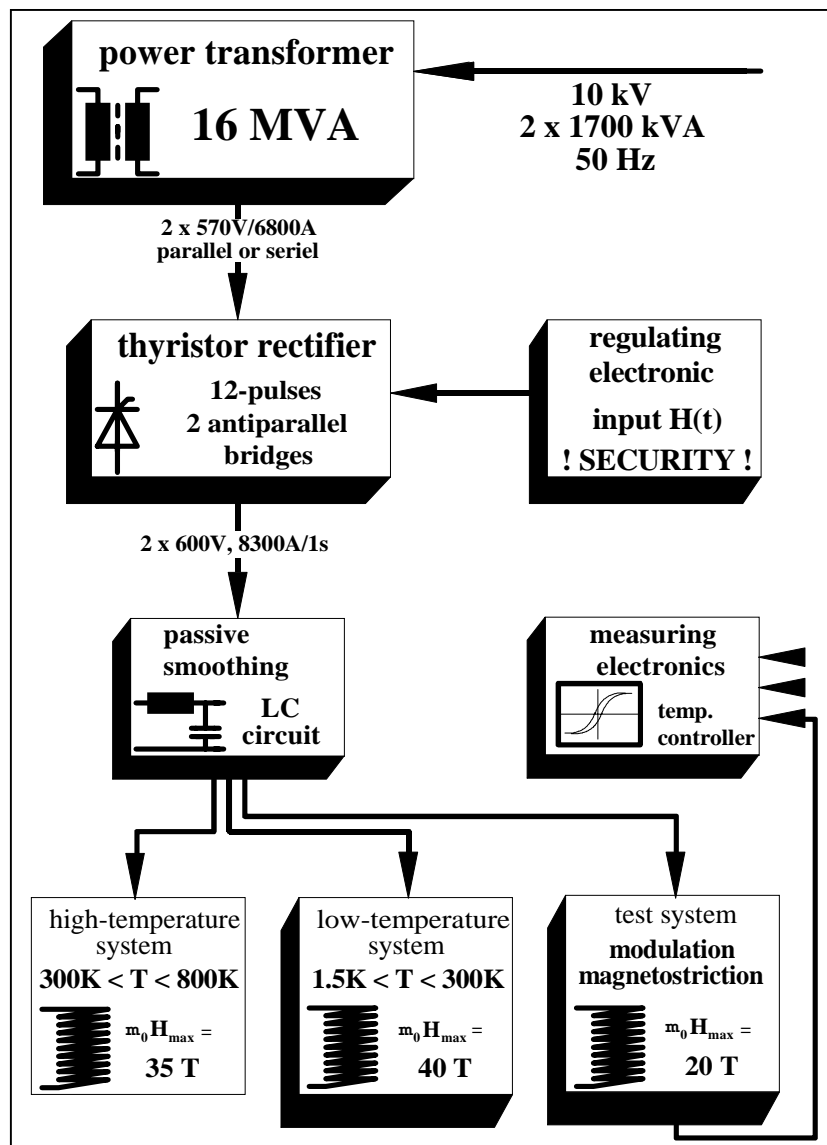 power transformer
16 MVA
10 kV
2 x 1700 kVA
50 Hz
2 x 570V/6800A
parallel or seriel
thyristor rectifier
12-pulses
2 antiparallel
bridges
regulating
electronic
input H(t)
! SECURITY !
2 x 600V, 8300A/1s
passive
smoothing
LC
circuit
measuring
electronics
temp.
controller
high-temperature
system
300K < T < 800K
m₀Hₘₐₓ =
35 T
low-temperature
system
1.5K < T < 300K
m₀Hₘₐₓ =
40 T
test system
modulation
magnetostriction
m₀Hₘₐₓ =
20 T